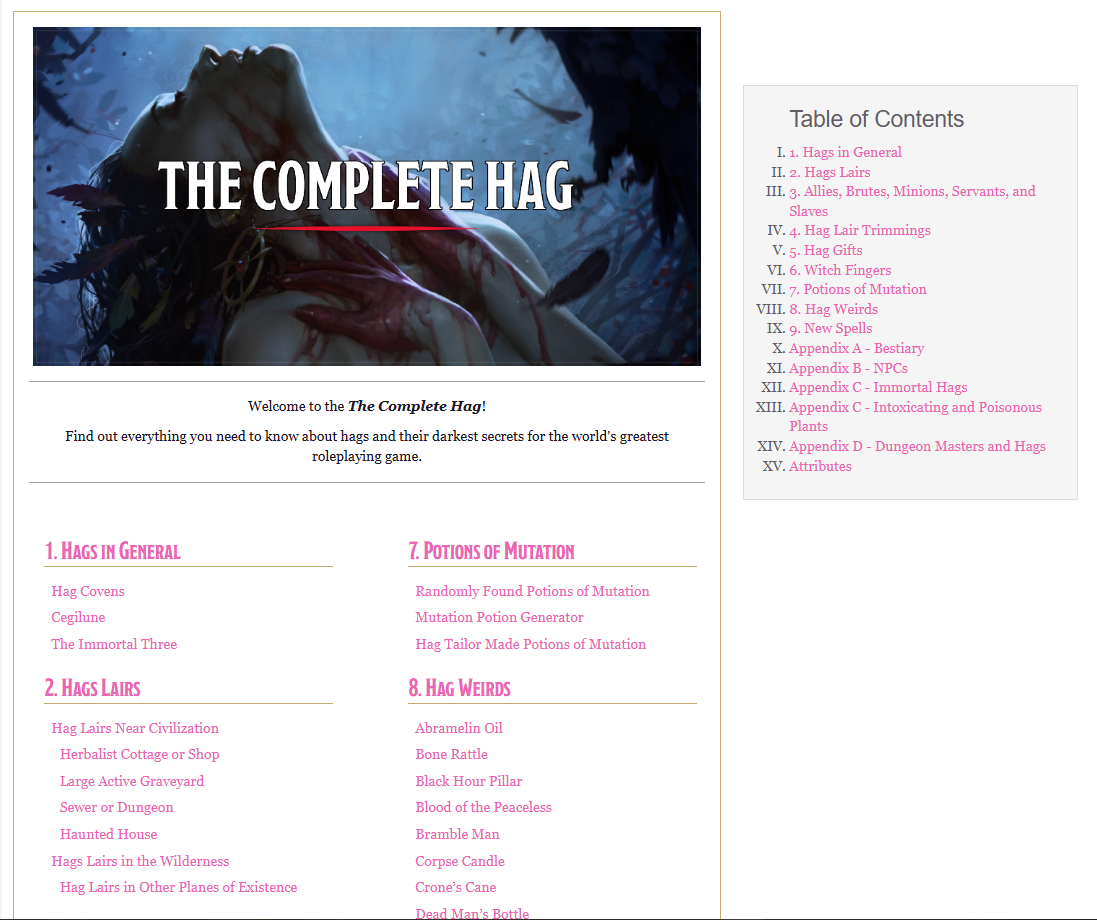 THE COMPLETE HAG
Welcome to the The Complete Hag!
Find out everything you need to know about hags and their darkest secrets for the world's greatest
roleplaying game.
1. Hags in General
Hag Covens
Cegilune
The Immortal Three
2. Hags Lairs
Hag Lairs Near Civilization
Herbalist Cottage or Shop
Large Active Graveyard
Sewer or Dungeon
Haunted House
Hags Lairs in the Wilderness
Hag Lairs in Other Planes of Existence
7. Potions of Mutation
Randomly Found Potions of Mutation
Mutation Potion Generator
Hag Tailor Made Potions of Mutation
8. Hag Weirds
Abramelin Oil
Bone Rattle
Black Hour Pillar
Blood of the Peaceless
Bramble Man
Corpse Candle
Crone's Cane
Dead Man's Bottle
Table of Contents
I. 1. Hags in General
II. 2. Hags Lairs
III. 3. Allies, Brutes, Minions, Servants, and
Slaves
IV. 4. Hag Lair Trimmings
V. 5. Hag Gifts
VI. 6. Witch Fingers
VII. 7. Potions of Mutation
VIII. 8. Hag Weirds
IX. 9. New Spells
X. Appendix A - Bestiary
XI. Appendix B - NPCs
XII. Appendix C - Immortal Hags
XIII. Appendix C - Intoxicating and Poisonous
Plants
XIV. Appendix D - Dungeon Masters and Hags
XV. Attributes